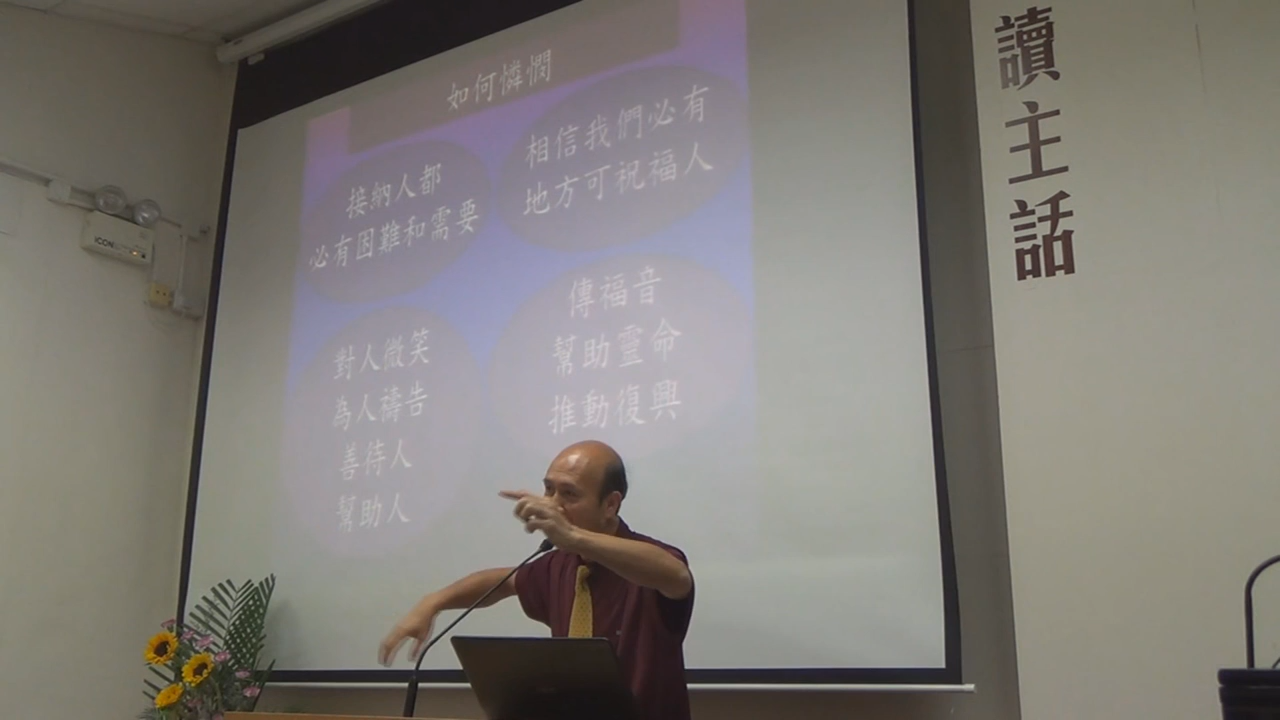 如何憐憫
接納人都
必有困難和需要
相信我們必有
地方可祝福人
對人微笑
為人禱告
善待人
幫助人
傳福音
幫助靈命
推動復興
讀主話
ICON